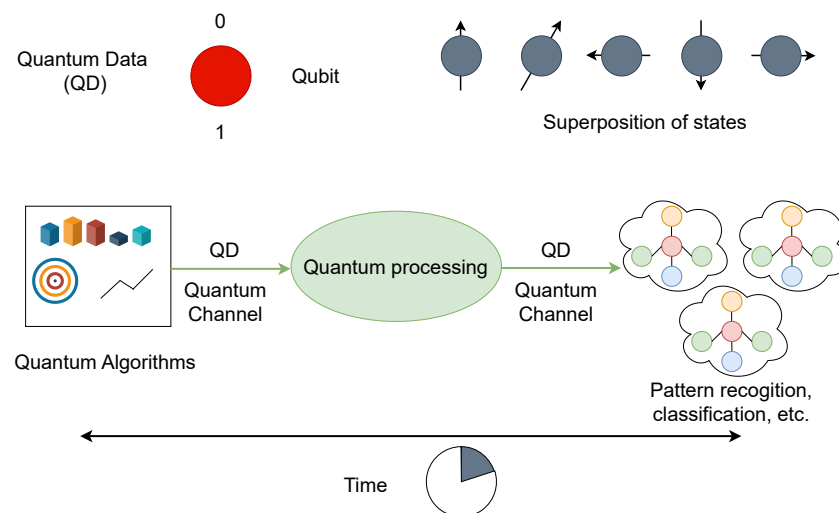 0
Quantum Data
(QD)
Qubit
1
Superposition of states
QD
Quantum
Channel
Quantum processing
QD
Quantum
Channel
Quantum Algorithms
Pattern recogition,
classification, etc.
Time